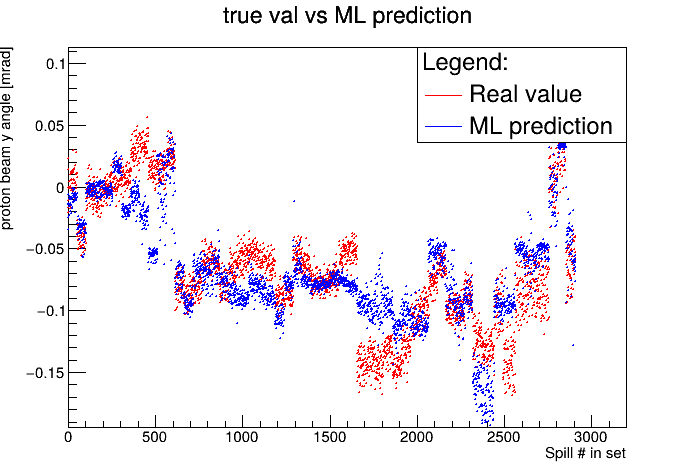 true val vs ML prediction
proton beam y angle [mrad]
0.1
0.05
0
−0.05
−0.1
−0.15
Legend:
Real value
ML prediction
0 500 1000 1500 2000 2500 3000
Spill # in set